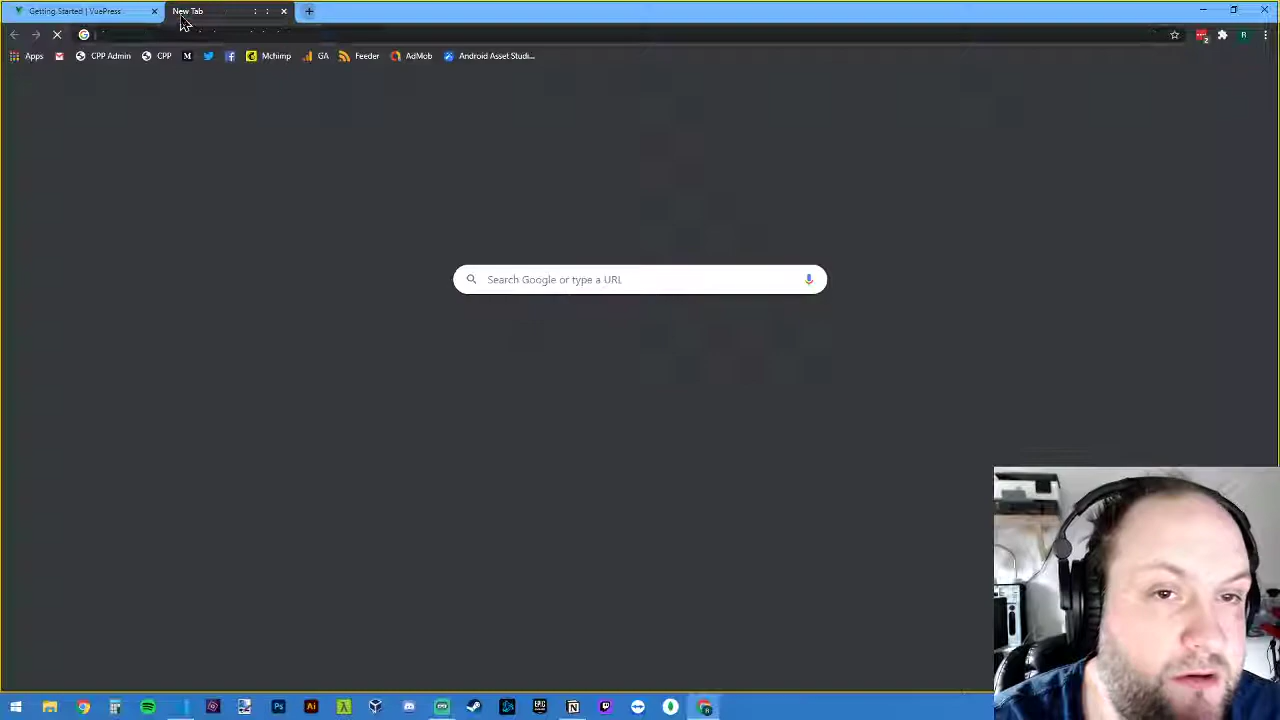 Getting Started | VuePress
New Tab
Apps CPP Admin CPP Mchimp GA Feeder AdMob Android Asset Studi...
Search Google or type a URL